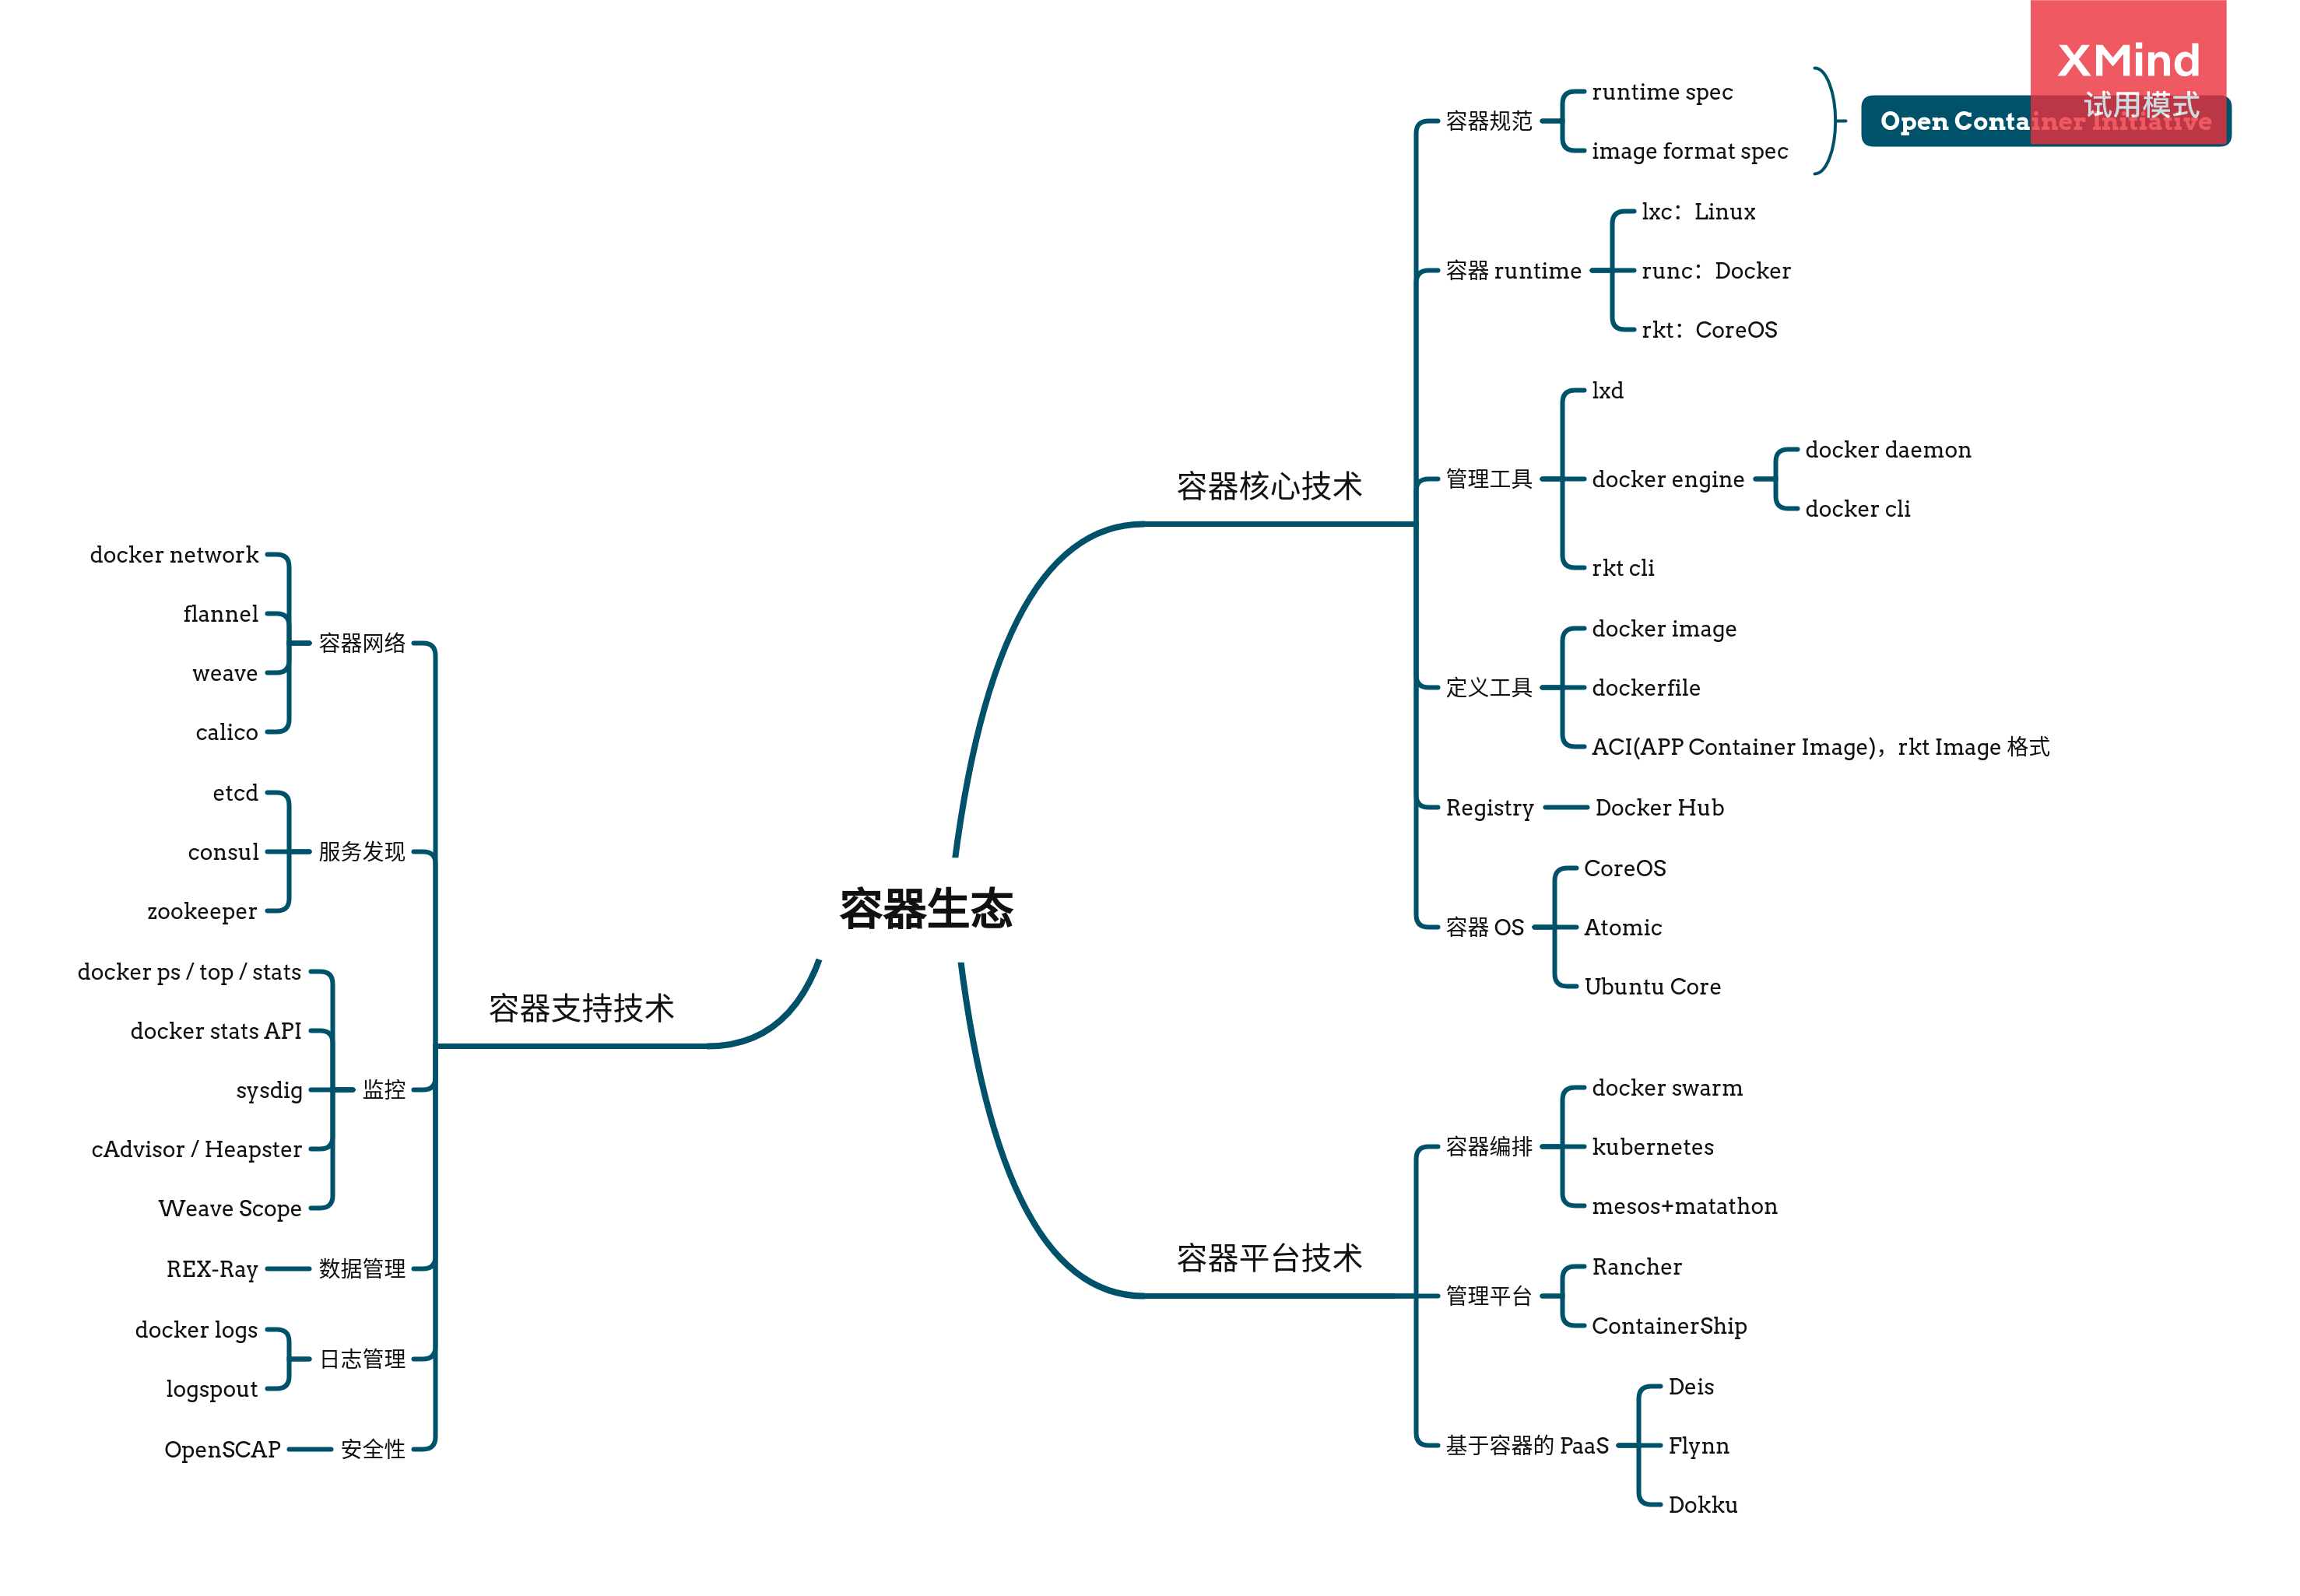 容器生态
容器核心技术
容器规范
runtime spec
image format spec
Open Container Initiative
XMind
试用模式
容器 runtime
lxc：Linux
runc：Docker
rkt：CoreOS
管理工具
lxd
docker engine
docker daemon
docker cli
rkt cli
定义工具
docker image
dockerfile
ACI(APP Container Image)，rkt Image 格式
Registry
Docker Hub
容器 OS
CoreOS
Atomic
Ubuntu Core
容器平台技术
容器编排
docker swarm
kubernetes
mesos+matathon
管理平台
Rancher
ContainerShip
基于容器的 PaaS
Deis
Flynn
Dokku
容器支持技术
容器网络
docker network
flannel
weave
calico
服务发现
etcd
consul
zookeeper
监控
docker ps / top / stats
docker stats API
sysdig
cAdvisor / Heapster
Weave Scope
数据管理
REX-Ray
日志管理
docker logs
logspout
安全性
OpenSCAP